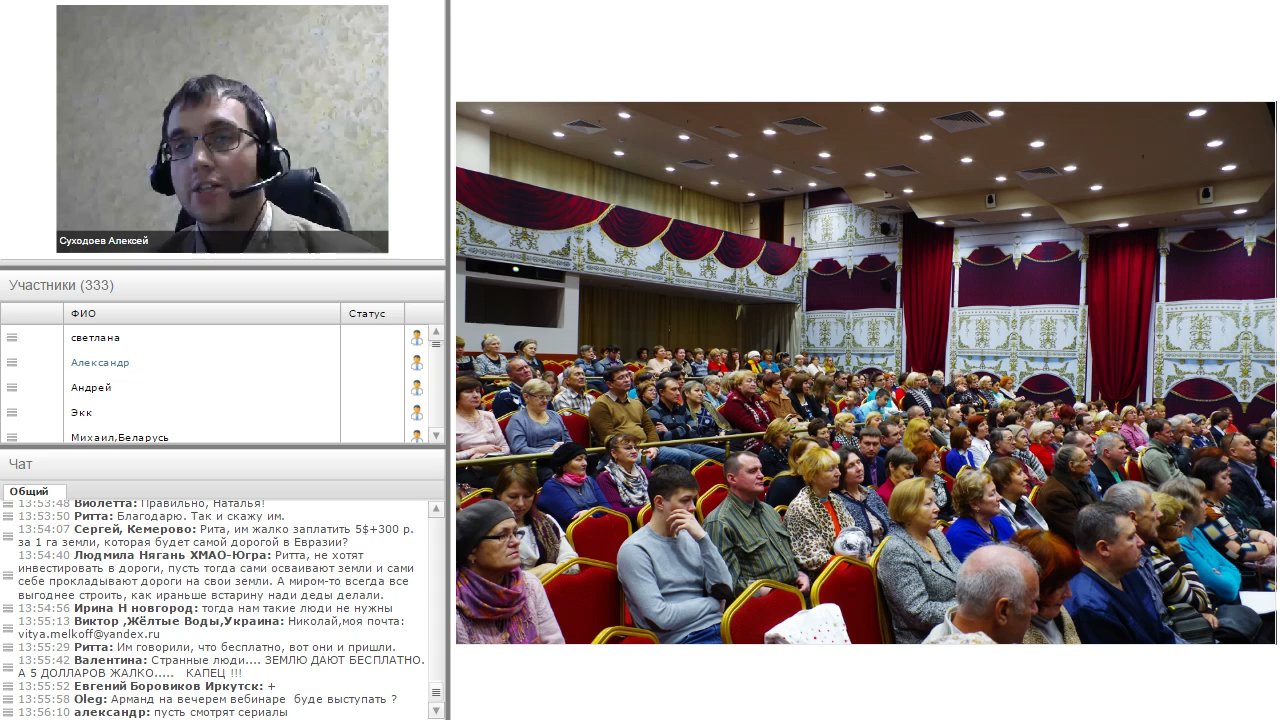 Суходоев Алексей
Участники (333)
ФИО Статус
светлана
Александр
Андрей
Экк
Михаил,Беларусь
Чат
Общий
13:53:48 Виолетта: Правильно, Наталья!
13:53:50 Ритта: Благодарю. Так и скажу им.
13:54:07 Сергей, Кемерово: Рита, им жалко заплатить 5$+300 р.
за 1 га земли, которая будет самой дорогой в Евразии?
13:54:40 Людмила Нягань ХМАО-Югра: Ритта, не хотят
инвестировать в дороги, пусть тогда сами осваивают земли и сами
себе прокладывают дороги на свои земли. А миром-то всегда все
выгоднее строить, как ираньше встарину нади деды делали.
13:54:56 Ирина Н новгород: тогда нам такие люди не нужны
13:55:13 Виктор ,Жёлтые Воды,Украина: Николай,моя почта:
vitya.melkoff@yandex.ru
13:55:29 Ритта: Им говорили, что бесплатно, вот они и пришли.
13:55:42 Валентина: Странные люди.... ЗЕМЛЮ ДАЮТ БЕСПЛАТНО.
А 5 ДОЛЛАРОВ ЖАЛКО..... КАПЕЦ !!!
13:55:52 Евгений Боровиков Иркутск: +
13:55:58 Oleg: Арманд на вечерем вебинаре буде выступать ?
13:56:10 александр: пусть смотрят сериалы